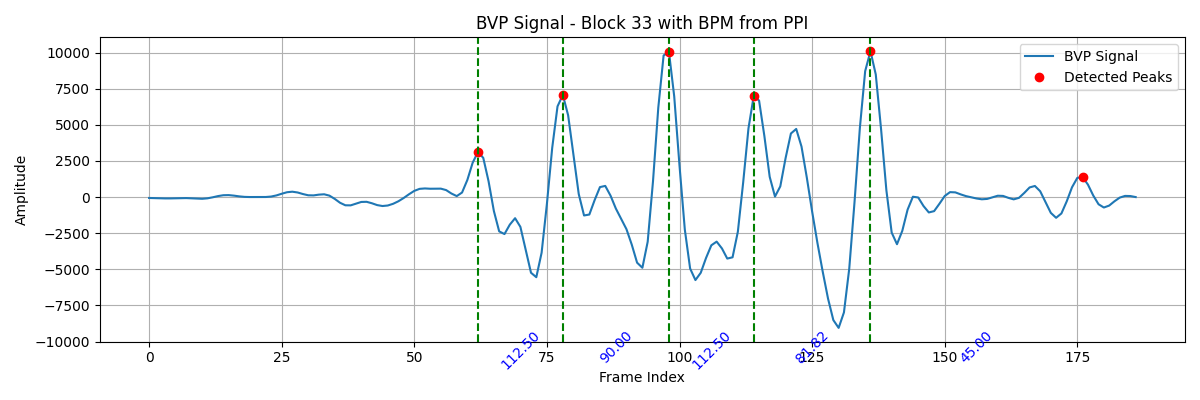 BVP Signal - Block 33 with BPM from PPI
BVP Signal
Detected Peaks
Amplitude
10000
7500
5000
2500
0
−2500
−5000
−7500
−10000
0 25 50 75 100 125 150 175
112.50 90.00 112.50 81.82 45.00
Frame Index